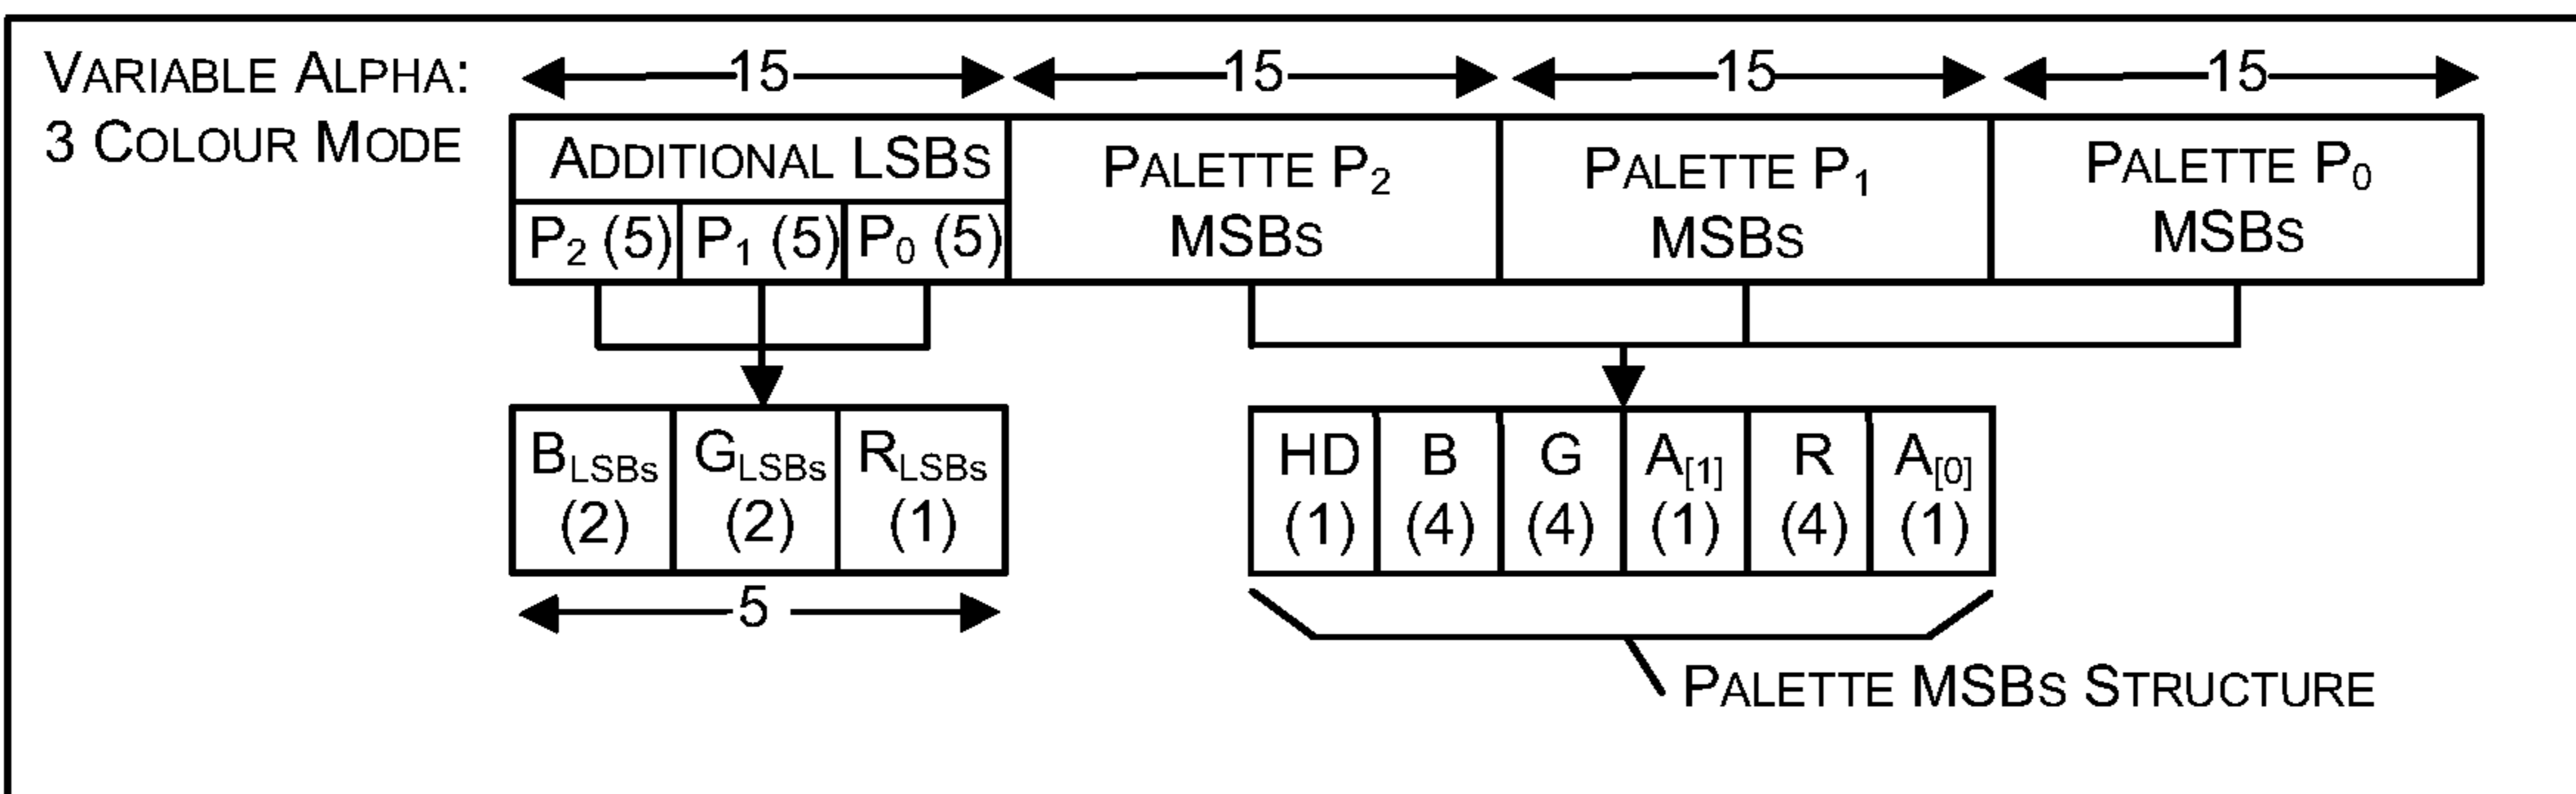 VARIABLE ALPHA:
3 COLOUR MODE
15 15 15 15
ADDITIONAL LSBS
P2 (5) P1 (5) P0 (5)
PALETTE P2
MSBS
PALETTE P1
MSBS
PALETTE P0
MSBS
BLSBs
(2)
GLSBs
(2)
RLSBs
(1)
5
HD
(1)
B
(4)
G
(4)
A[1]
(1)
R
(4)
A[0]
(1)
PALETTE MSBS STRUCTURE